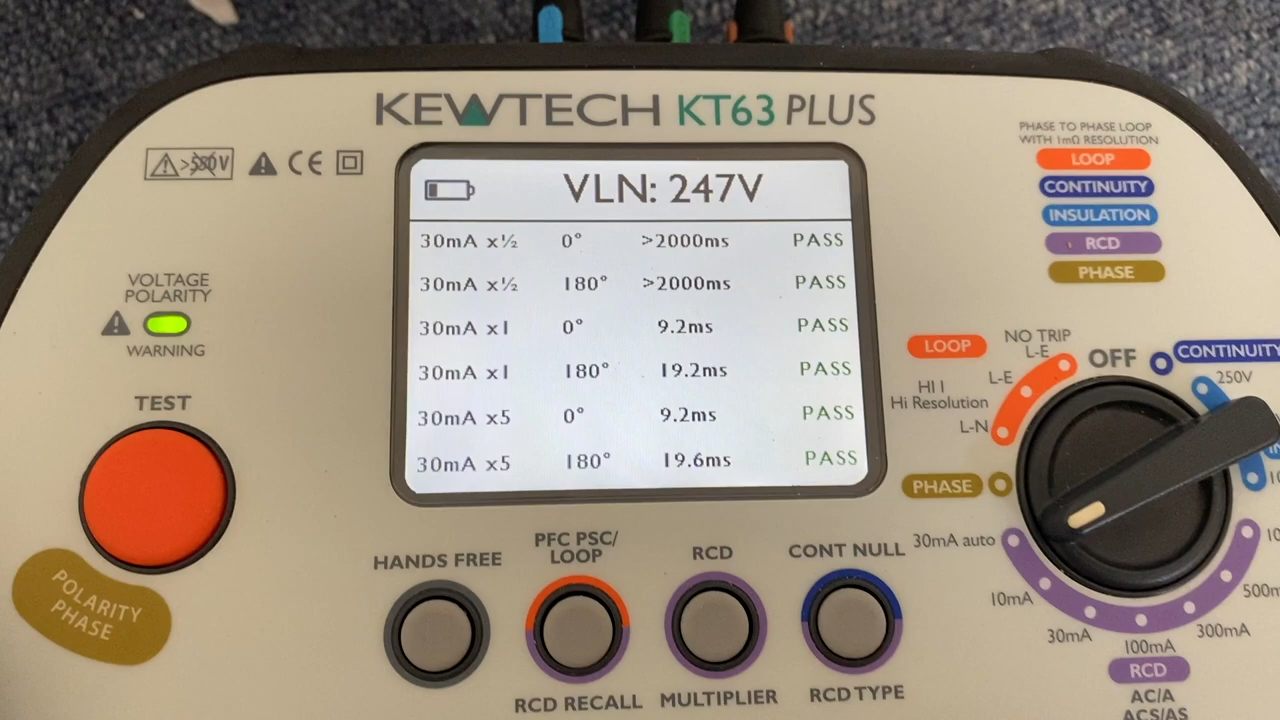 KEWTECH KT63 PLUS
>550V
CE
VLN: 247V
30mA x½ 0° >2000ms PASS
30mA x½ 180° >2000ms PASS
30mA x1 0° 9.2ms PASS
30mA x1 180° 19.2ms PASS
30mA x5 0° 9.2ms PASS
30mA x5 180° 19.6ms PASS
PHASE TO PHASE LOOP
WITH 1mΩ RESOLUTION
LOOP
CONTINUITY
INSULATION
RCD
PHASE
VOLTAGE
POLARITY
WARNING
TEST
POLARITY
PHASE
LOOP
NO TRIP
L-E
OFF
CONTINUITY
250V
L-E
HI I
Hi Resolution
L-N
PHASE
30mA auto
10mA
30mA
100mA
300mA
RCD
AC/A
ACS/AS
HANDS FREE
PFC PSC/
LOOP
RCD
CONT NULL
RCD RECALL
MULTIPLIER
RCD TYPE